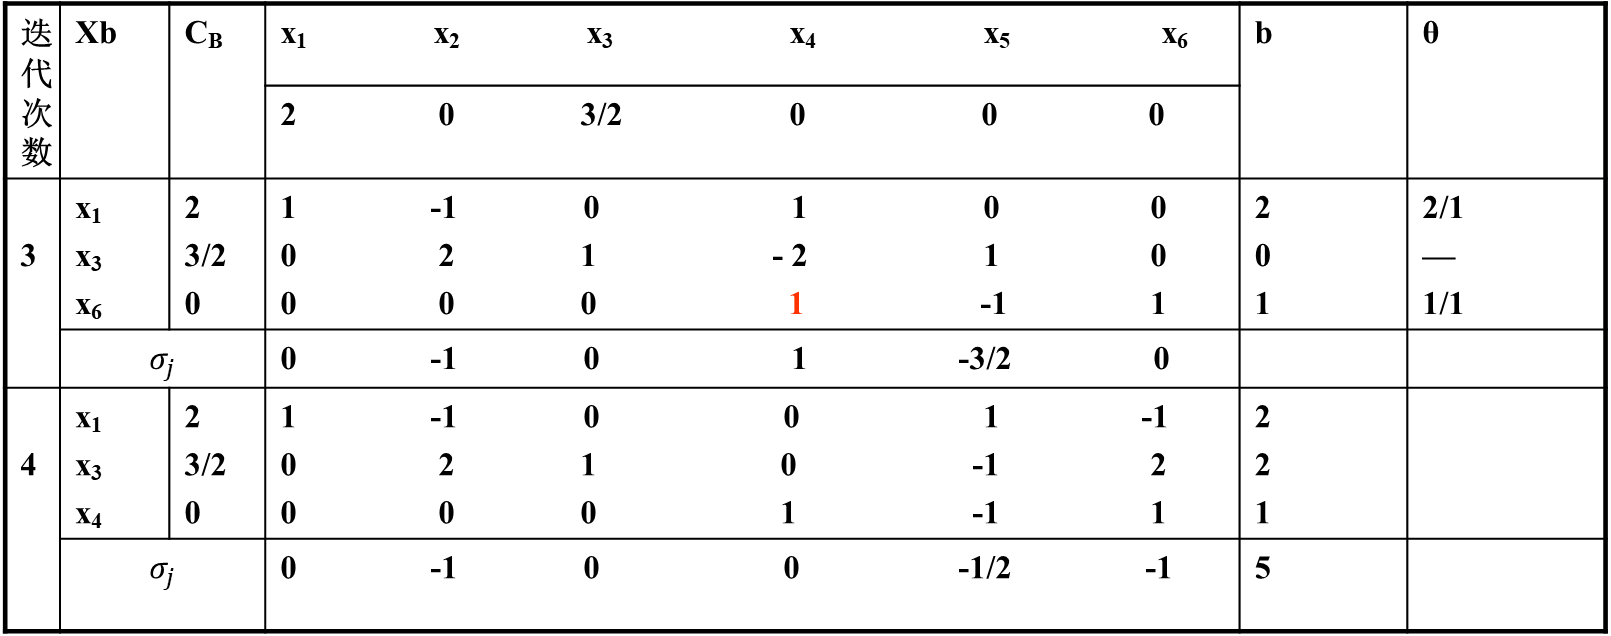 迭代次数 Xb C_B x₁ x₂ x₃ x₄ x₅ x₆ b θ
2 0 3/2 0 0 0
3
x₁ 2 1 -1 0 1 0 0 2 2/1
x₃ 3/2 0 2 1 - 2 1 0 0 —
x₆ 0 0 0 0 1 -1 1 1 1/1
σⱼ 0 -1 0 1 -3/2 0
4
x₁ 2 1 -1 0 0 1 -1 2
x₃ 3/2 0 2 1 0 -1 2 2
x₄ 0 0 0 0 1 -1 1 1
σⱼ 0 -1 0 0 -1/2 -1 5